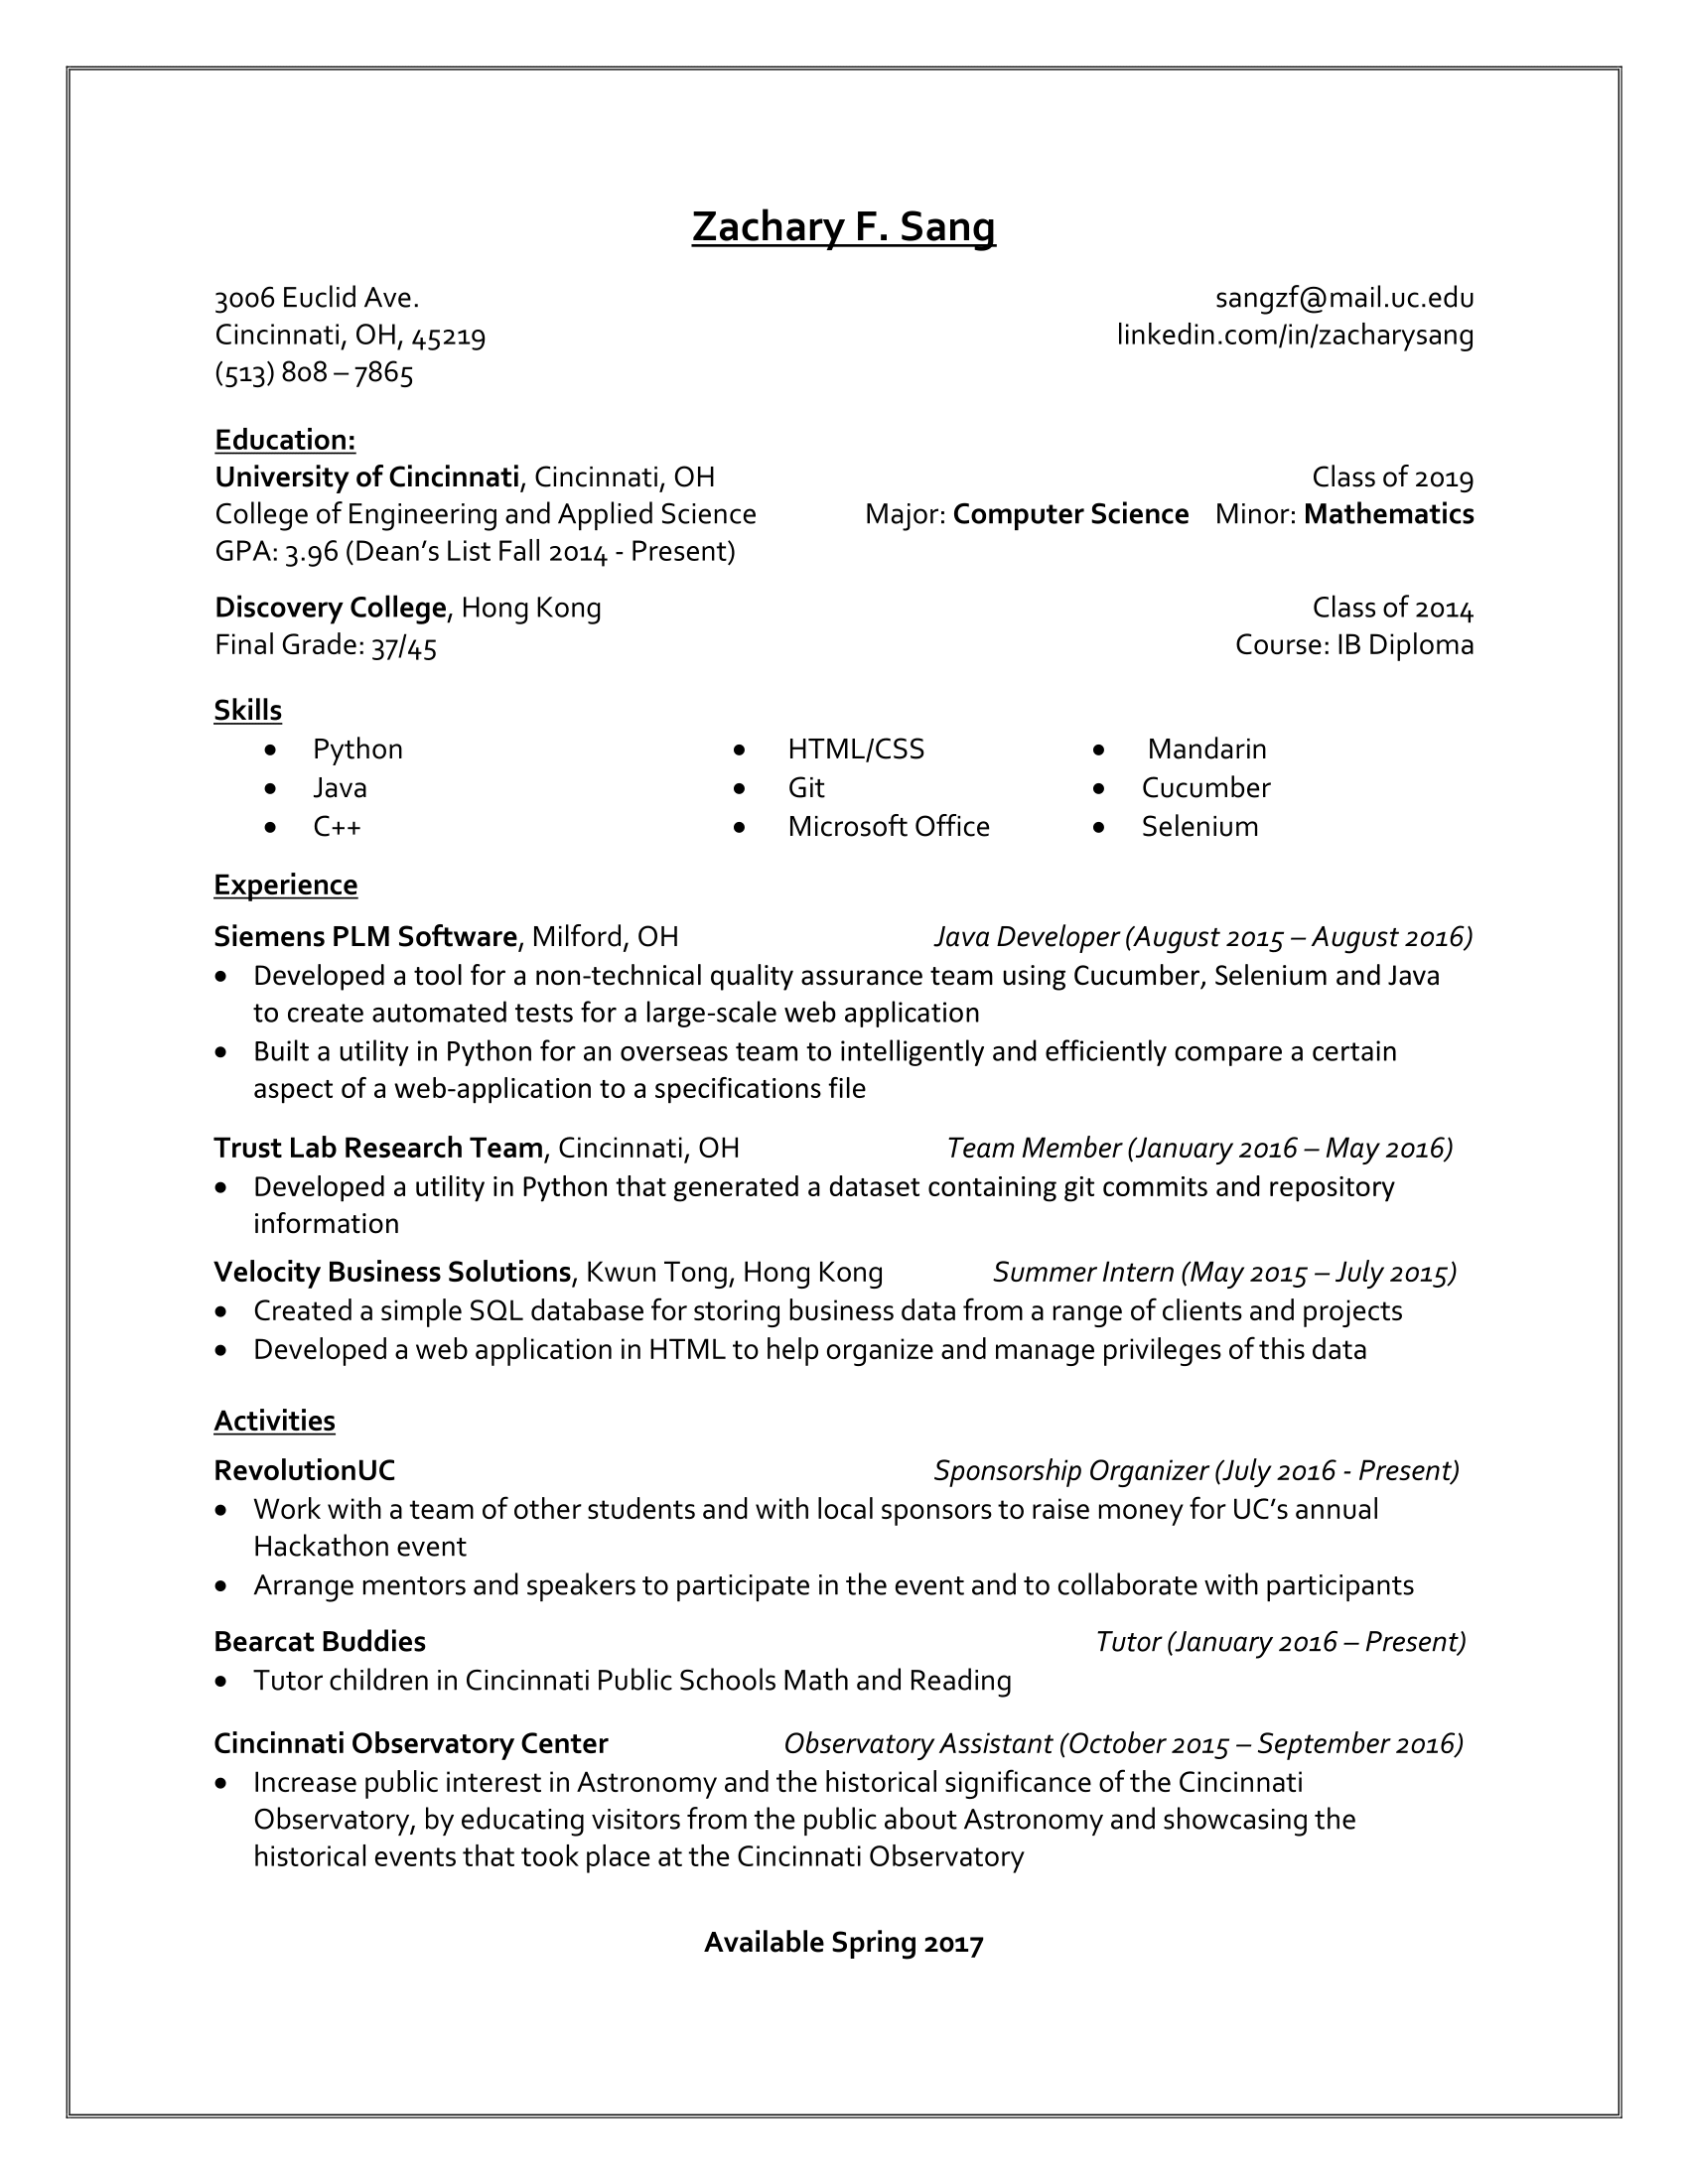 Zachary F. Sang
3006 Euclid Ave. sangzf@mail.uc.edu
Cincinnati, OH, 45219 linkedin.com/in/zacharysang
(513) 808 – 7865
Education:
University of Cincinnati, Cincinnati, OH Class of 2019
College of Engineering and Applied Science Major: Computer Science Minor: Mathematics
GPA: 3.96 (Dean’s List Fall 2014 - Present)
Discovery College, Hong Kong Class of 2014
Final Grade: 37/45 Course: IB Diploma
Skills
• Python • HTML/CSS • Mandarin
• Java • Git • Cucumber
• C++ • Microsoft Office • Selenium
Experience
Siemens PLM Software, Milford, OH Java Developer (August 2015 – August 2016)
• Developed a tool for a non-technical quality assurance team using Cucumber, Selenium and Java
to create automated tests for a large-scale web application
• Built a utility in Python for an overseas team to intelligently and efficiently compare a certain
aspect of a web-application to a specifications file
Trust Lab Research Team, Cincinnati, OH Team Member (January 2016 – May 2016)
• Developed a utility in Python that generated a dataset containing git commits and repository
information
Velocity Business Solutions, Kwun Tong, Hong Kong Summer Intern (May 2015 – July 2015)
• Created a simple SQL database for storing business data from a range of clients and projects
• Developed a web application in HTML to help organize and manage privileges of this data
Activities
RevolutionUC Sponsorship Organizer (July 2016 - Present)
• Work with a team of other students and with local sponsors to raise money for UC’s annual
Hackathon event
• Arrange mentors and speakers to participate in the event and to collaborate with participants
Bearcat Buddies Tutor (January 2016 – Present)
• Tutor children in Cincinnati Public Schools Math and Reading
Cincinnati Observatory Center Observatory Assistant (October 2015 – September 2016)
• Increase public interest in Astronomy and the historical significance of the Cincinnati
Observatory, by educating visitors from the public about Astronomy and showcasing the
historical events that took place at the Cincinnati Observatory
Available Spring 2017